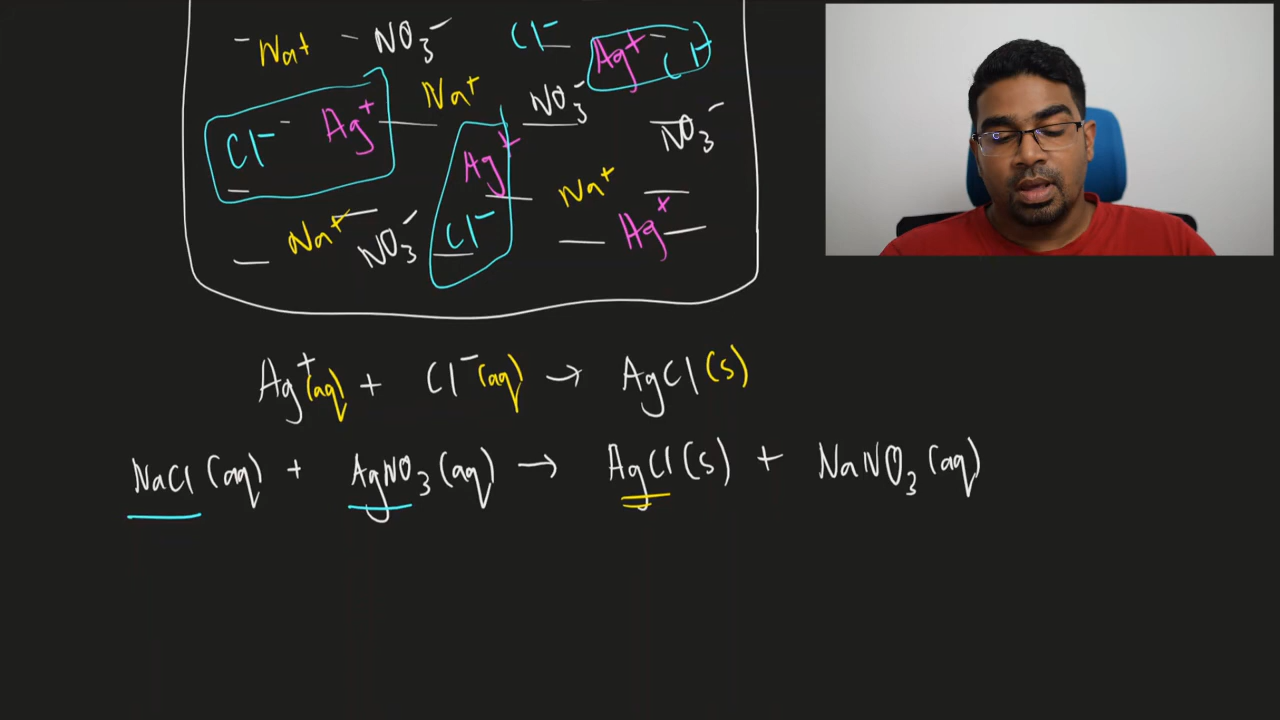 Na⁺ NO₃⁻ Cl⁻ Ag⁺ Cl⁻
Cl⁻ Ag⁺ Na⁺ NO₃⁻ NO₃⁻
Ag⁺ Na⁺
Na⁺ NO₃⁻ Cl⁻ Ag⁺
Ag⁺(aq) + Cl⁻(aq) → AgCl(s)
NaCl(aq) + AgNO₃(aq) → AgCl(s) + NaNO₃(aq)